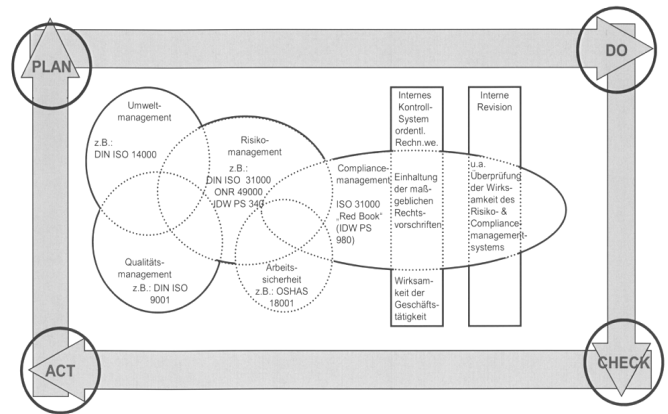 PLAN
DO
Umwelt-
management
z.B.:
DIN ISO 14000
Risiko-
management
z.B.:
DIN ISO 31000
ONR 49000
IDW PS 340
Qualitäts-
management
z.B.: DIN ISO
9001
Arbeits-
sicherheit
z.B.: OSHAS
18001
Compliance-
management
ISO 31000
„Red Book"
(IDW PS
980)
Internes
Kontroll-
System
ordentl.
Rechn.we.
Einhaltung
der maß-
geblichen
Rechts-
vorschriften
Wirksam-
keit der
Geschäfts-
tätigkeit
Interne
Revision
u.a.
Überprüfung
der Wirks-
amkeit des
Risiko- &
Compliance
management-
systems
ACT
CHECK